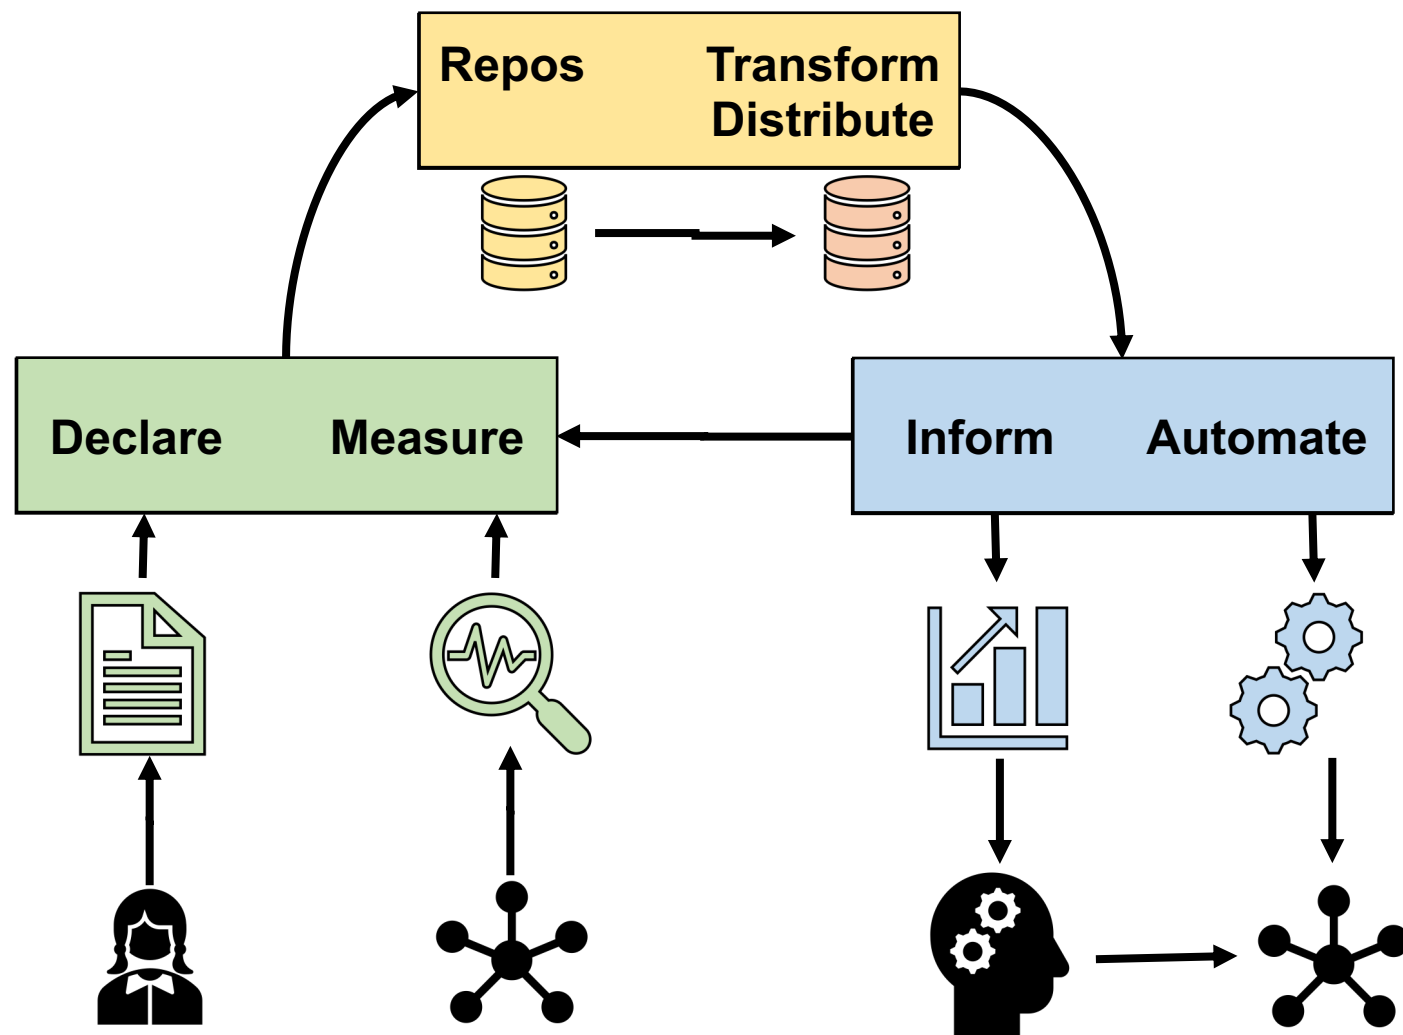 Repos
Transform
Distribute
Declare
Measure
Inform
Automate